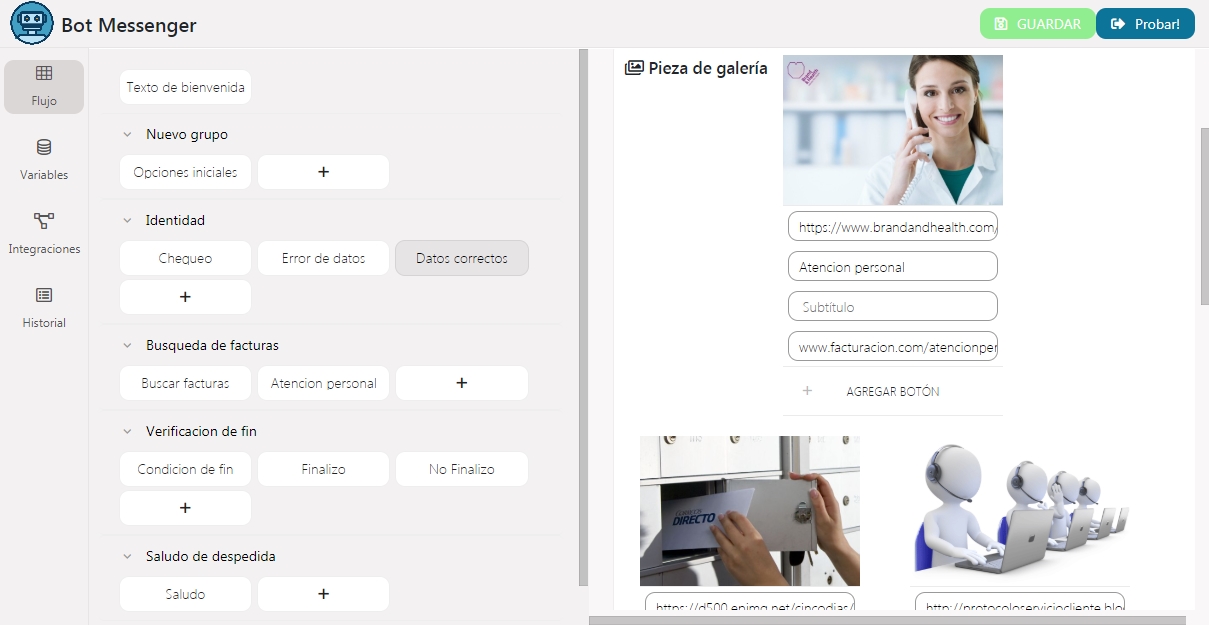 Bot Messenger
GUARDAR
Probar!
Flujo
Variables
Integraciones
Historial
Texto de bienvenida
Nuevo grupo
Opciones iniciales
+
Identidad
Chequeo
Error de datos
Datos correctos
+
Busqueda de facturas
Buscar facturas
Atencion personal
+
Verificacion de fin
Condicion de fin
Finalizo
No Finalizo
+
Saludo de despedida
Saludo
+
Pieza de galería
https://www.brandandhealth.com/
Atencion personal
Subtítulo
www.facturacion.com/atencionper
+ AGREGAR BOTÓN
CORREO
DIRECTO
https://d500.epimg.net/cincodias/
http://protocoloserviciocliente.blo